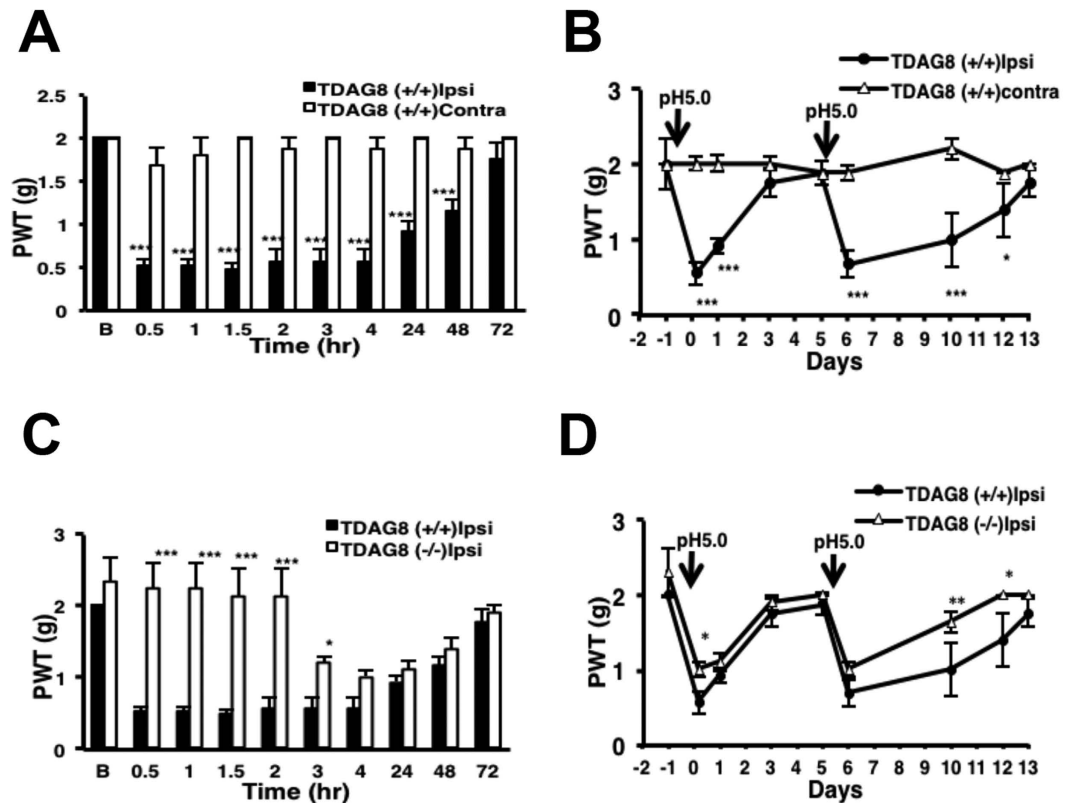 A
TDAG8 (+/+)Ipsi
TDAG8 (+/+)Contra
PWT (g)
2.5
2
1.5
1
0.5
0
*** *** *** *** *** *** *** ***
B 0.5 1 1.5 2 3 4 24 48 72
Time (hr)
B
TDAG8 (+/+)Ipsi
TDAG8 (+/+)contra
pH5.0
pH5.0
PWT (g)
3
2
1
0
***
***
***
***
*
-2 -1 0 1 2 3 4 5 6 7 8 9 10 11 12 13
Days
C
TDAG8 (+/+)Ipsi
TDAG8 (-/-)Ipsi
PWT (g)
3
2
1
0
*** *** *** ***
*
B 0.5 1 1.5 2 3 4 24 48 72
Time (hr)
D
TDAG8 (+/+)Ipsi
TDAG8 (-/-)Ipsi
pH5.0
pH5.0
PWT (g)
3
2
1
0
*
**
*
-2 -1 0 1 2 3 4 5 6 7 8 9 10 11 12 13
Days